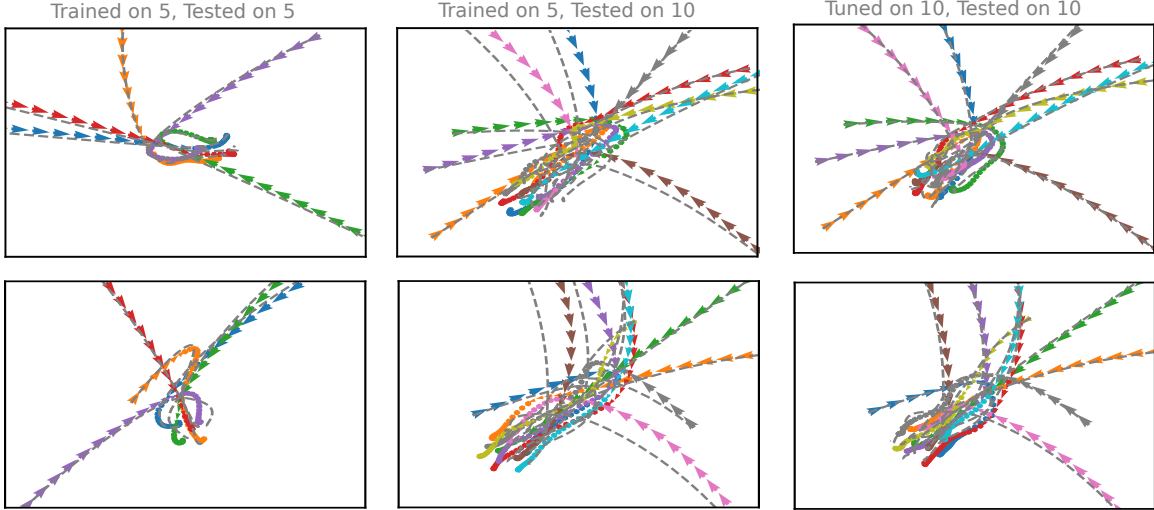 Trained on 5, Tested on 5
Trained on 5, Tested on 10
Tuned on 10, Tested on 10